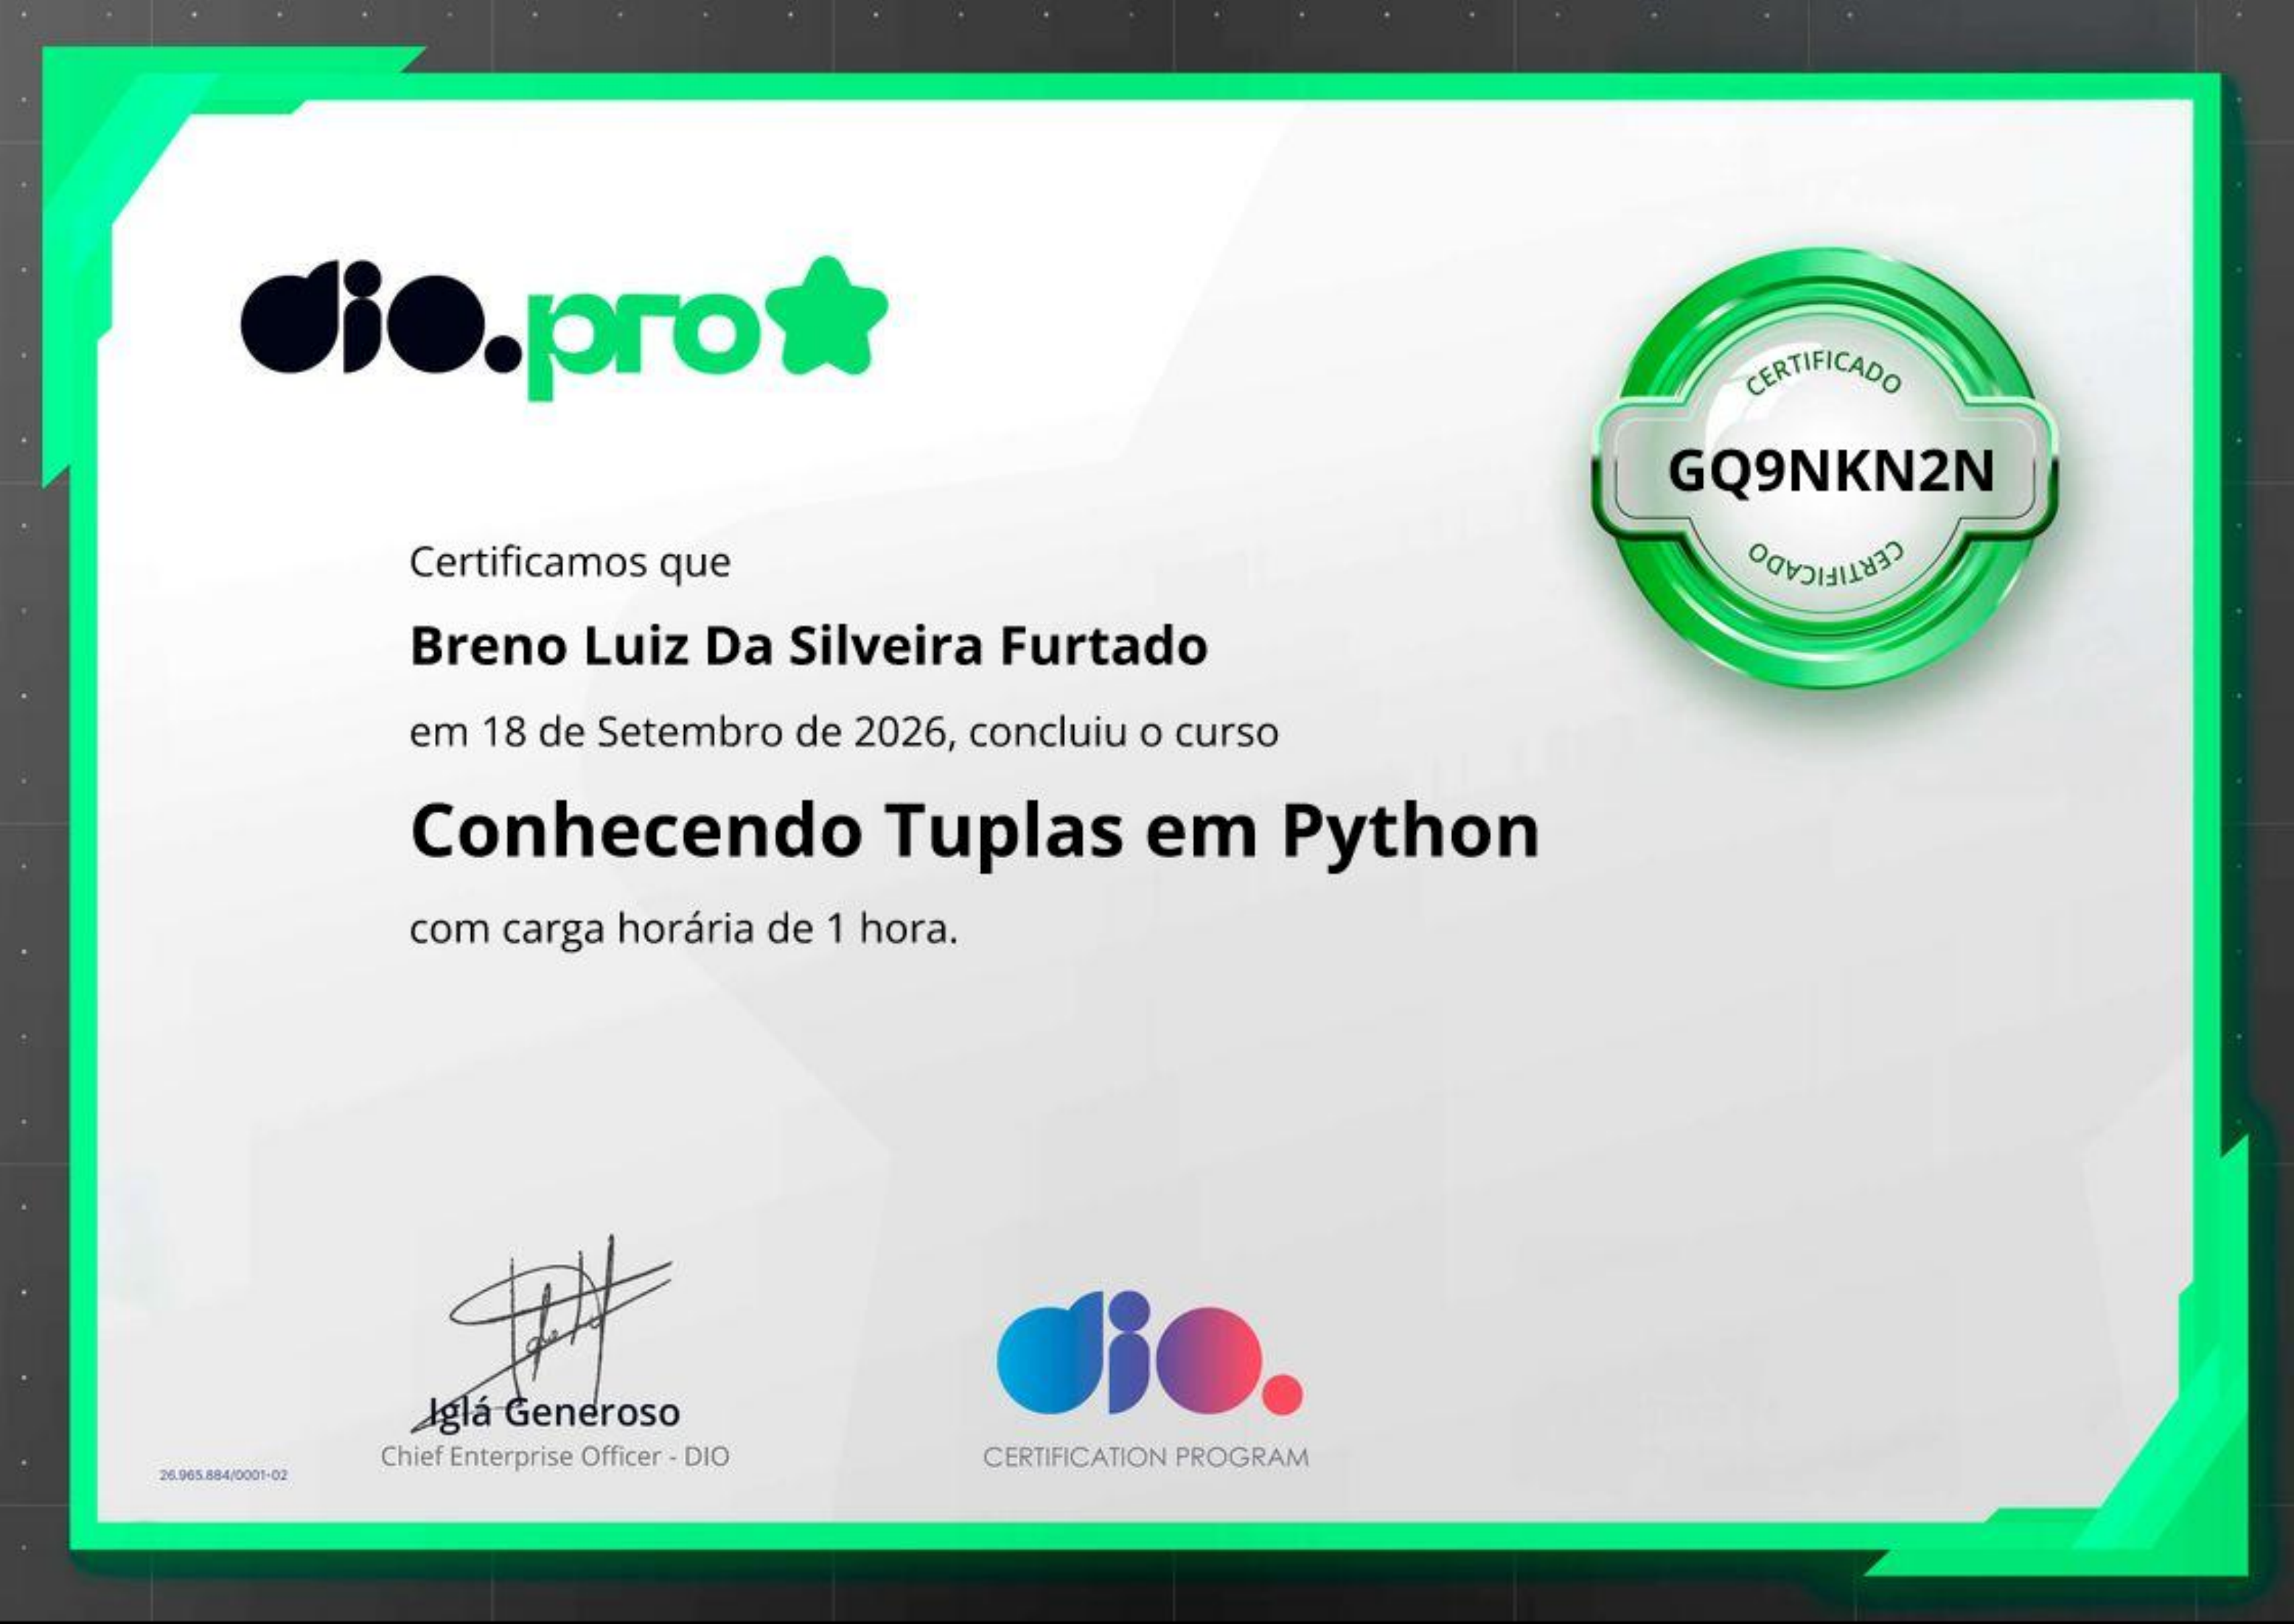 dio.pro
CERTIFICADO
GQ9NKN2N
CERTIFICADO
Certificamos que
Breno Luiz Da Silveira Furtado
em 18 de Setembro de 2026, concluiu o curso
Conhecendo Tuplas em Python
com carga horária de 1 hora.
Iglá Generoso
Chief Enterprise Officer - DIO
26.965.884/0001-02
dio.
CERTIFICATION PROGRAM